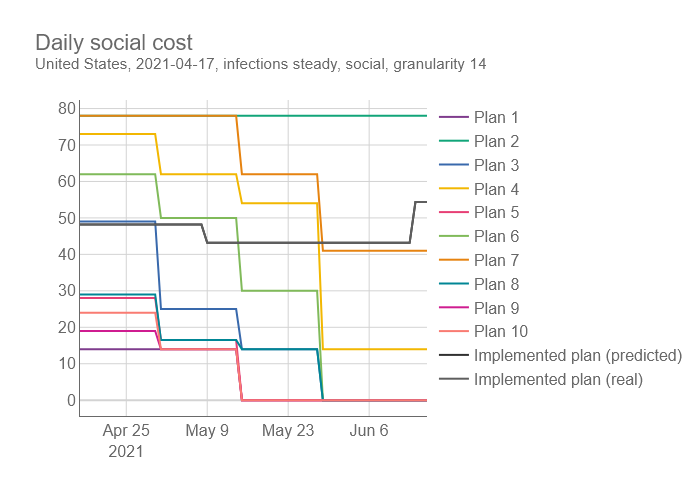 Daily social cost
United States, 2021-04-17, infections steady, social, granularity 14
80
70
60
50
40
30
20
10
0
Apr 25
2021
May 9
May 23
Jun 6
Plan 1
Plan 2
Plan 3
Plan 4
Plan 5
Plan 6
Plan 7
Plan 8
Plan 9
Plan 10
Implemented plan (predicted)
Implemented plan (real)